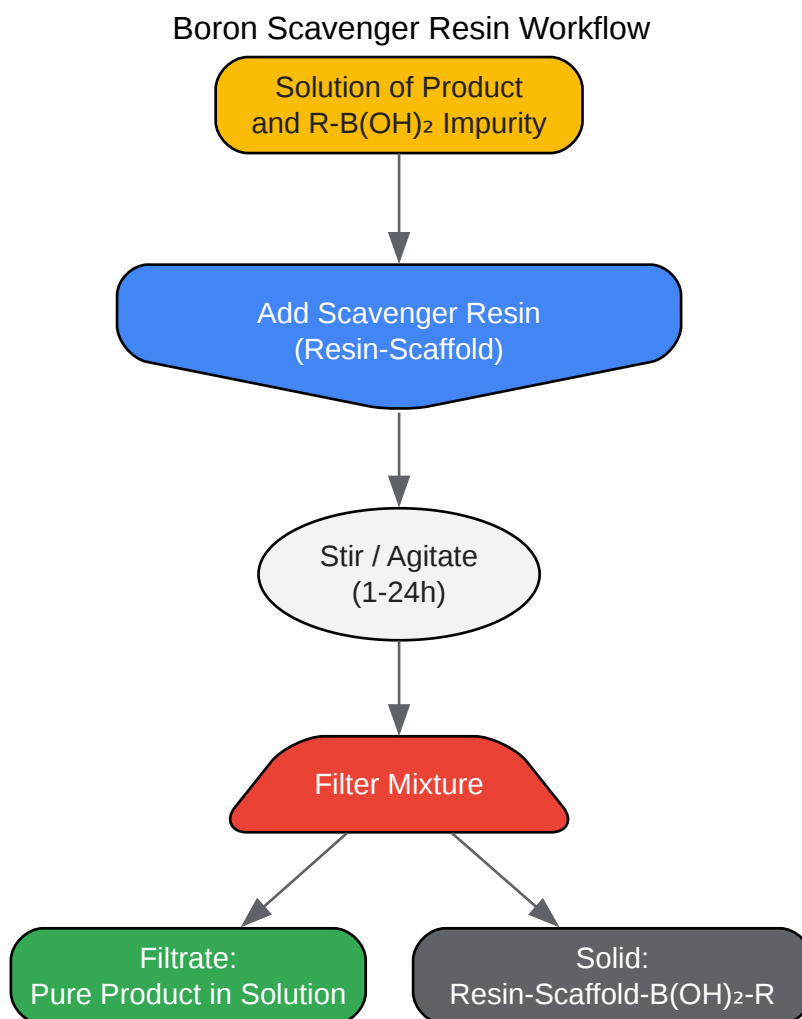 Boron Scavenger Resin Workflow
Solution of Product
and R-B(OH)₂ Impurity
Add Scavenger Resin
(Resin-Scaffold)
Stir / Agitate
(1-24h)
Filter Mixture
Filtrate:
Pure Product in Solution
Solid:
Resin-Scaffold-B(OH)₂-R